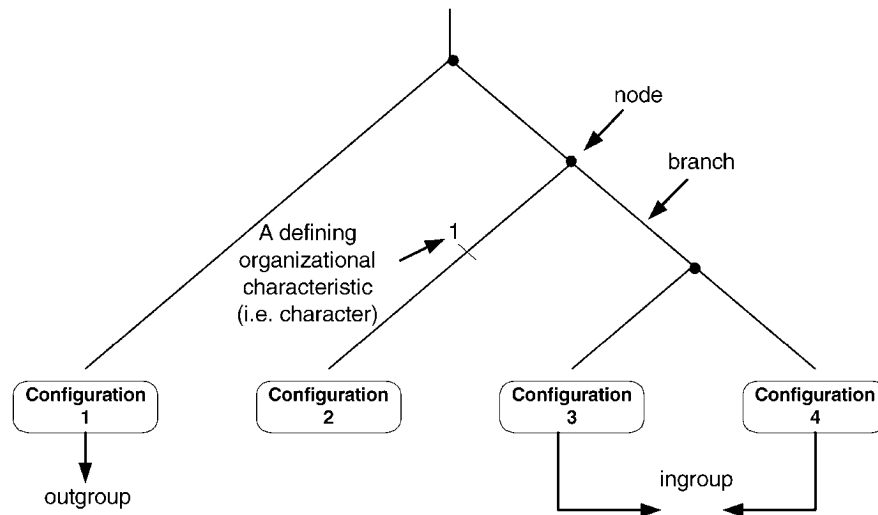 node
branch
1
A defining
organizational
characteristic
(i.e. character)
Configuration
1
Configuration
2
Configuration
3
Configuration
4
outgroup
ingroup